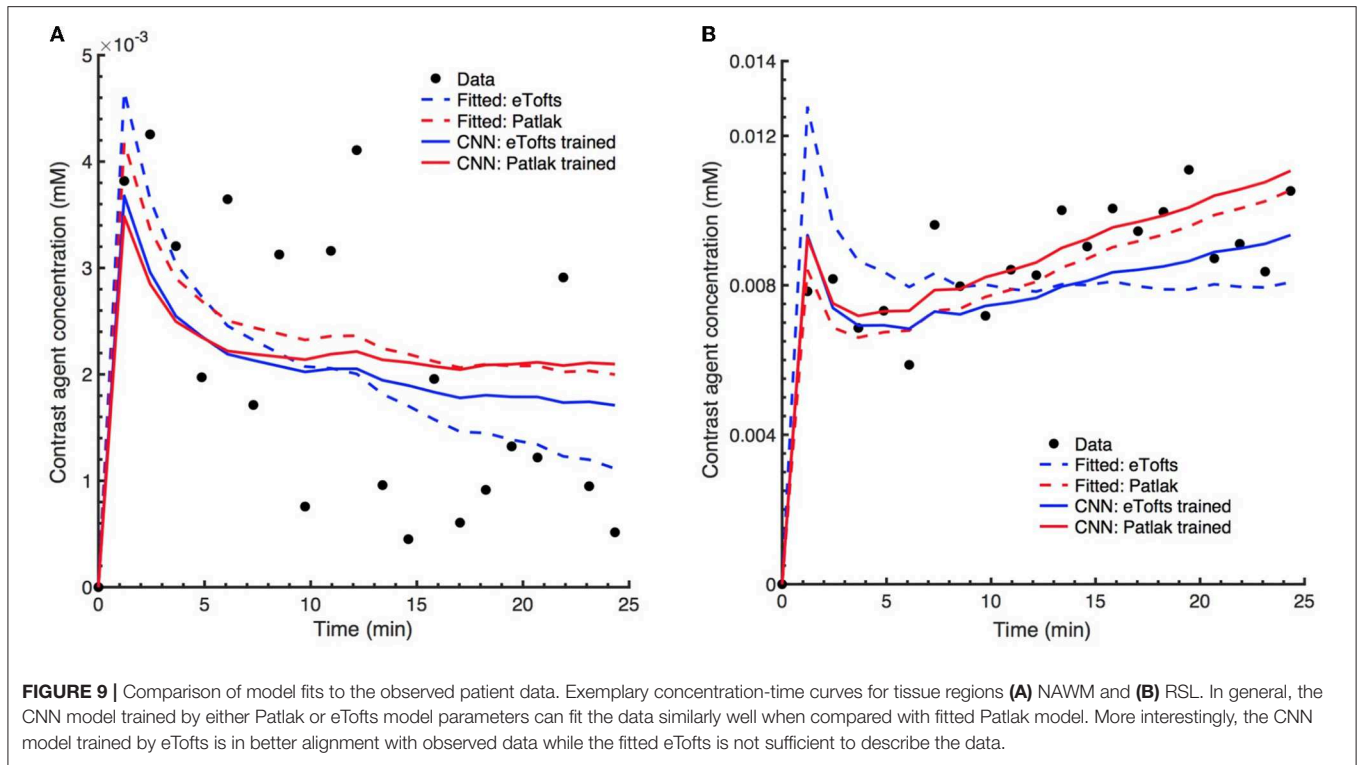 A
×10⁻³
5
4
3
2
1
0
Contrast agent concentration (mM)
0 5 10 15 20 25
Time (min)
Data
Fitted: eTofts
Fitted: Patlak
CNN: eTofts trained
CNN: Patlak trained
B
0.014
0.012
0.008
0.004
0
Contrast agent concentration (mM)
0 5 10 15 20 25
Time (min)
Data
Fitted: eTofts
Fitted: Patlak
CNN: eTofts trained
CNN: Patlak trained
FIGURE 9 | Comparison of model fits to the observed patient data. Exemplary concentration-time curves for tissue regions (A) NAWM and (B) RSL. In general, the
CNN model trained by either Patlak or eTofts model parameters can fit the data similarly well when compared with fitted Patlak model. More interestingly, the CNN
model trained by eTofts is in better alignment with observed data while the fitted eTofts is not sufficient to describe the data.